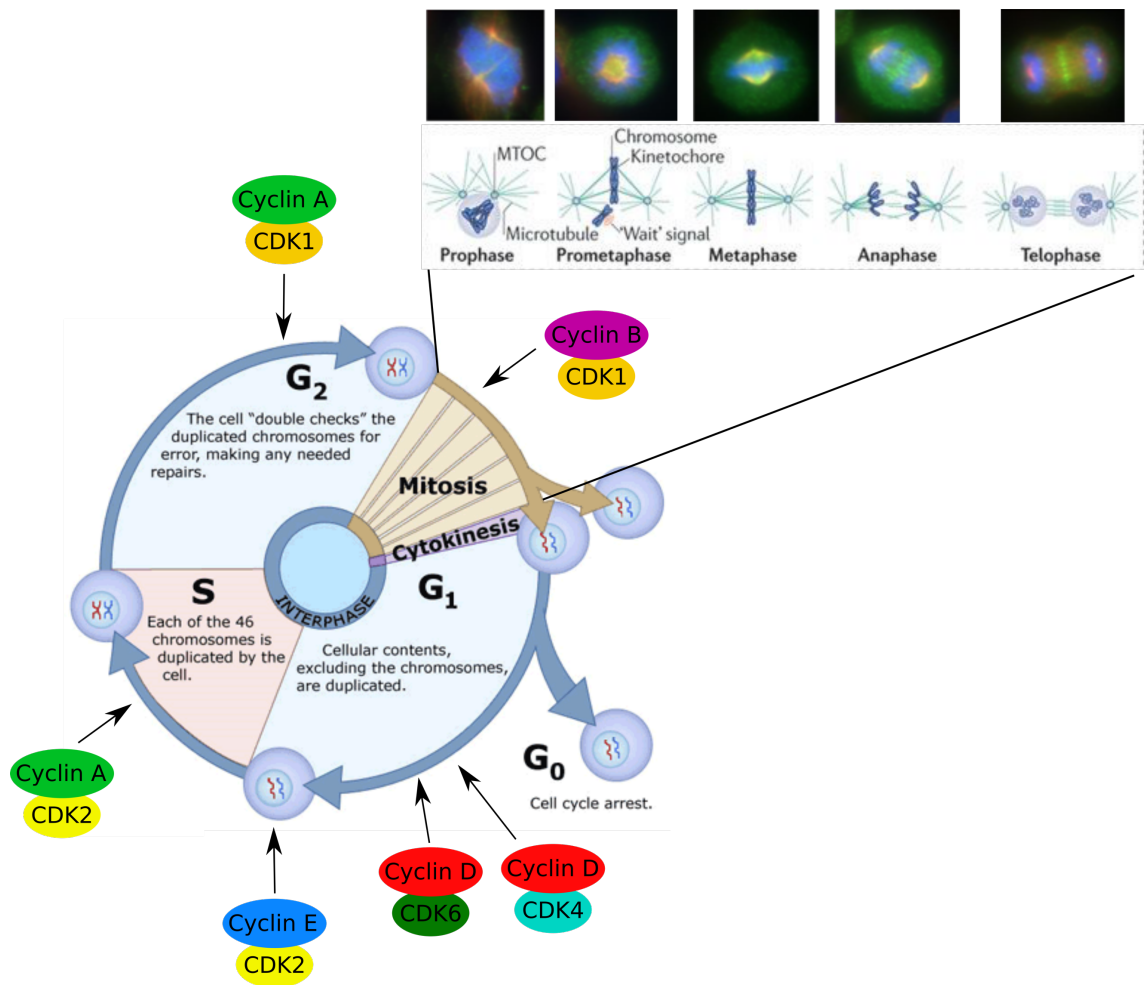 Chromosome
Kinetochore
MTOC
Microtubule
'Wait' signal
Prophase
Prometaphase
Metaphase
Anaphase
Telophase
Cyclin A
CDK1
Cyclin B
CDK1
G2
The cell “double checks” the
duplicated chromosomes for
error, making any needed
repairs.
Mitosis
Cytokinesis
INTERPHASE
S
Each of the 46
chromosomes is
duplicated by the
cell.
G1
Cellular contents,
excluding the chromosomes,
are duplicated.
G0
Cell cycle arrest.
Cyclin A
CDK2
Cyclin E
CDK2
Cyclin D
CDK6
Cyclin D
CDK4